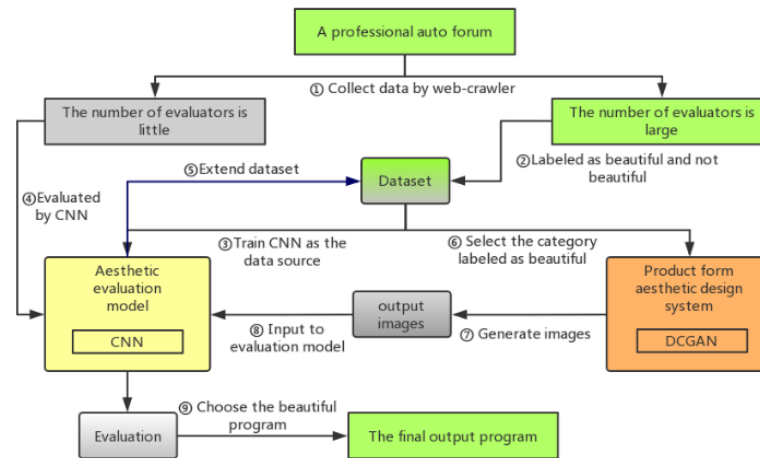 A professional auto forum
① Collect data by web-crawler
The number of evaluators is
little
The number of evaluators is
large
②Labeled as beautiful and not
beautiful
⑤Extend dataset
Dataset
④Evaluated
by CNN
③Train CNN as the
data source
⑥ Select the category
labeled as beautiful
Aesthetic
evaluation
model
CNN
output
images
⑧ Input to
evaluation model
⑦ Generate images
Product form
aesthetic design
system
DCGAN
Evaluation
⑨ Choose the beautiful
program
The final output program